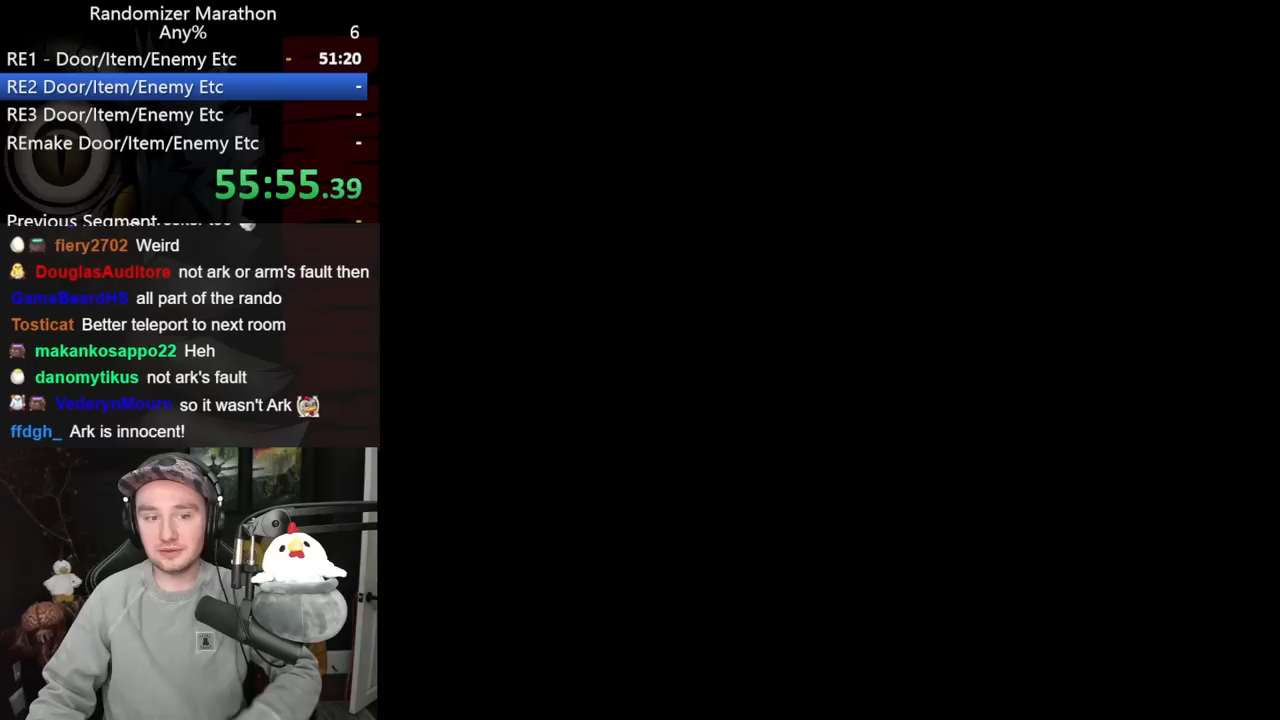 Randomizer Marathon
Any% 6
RE1 - Door/Item/Enemy Etc - 51:20
RE2 Door/Item/Enemy Etc -
RE3 Door/Item/Enemy Etc -
REmake Door/Item/Enemy Etc -
55:55.39
Previous Segment -
fiery2702 Weird
DouglasAuditore not ark or arm's fault then
GameBeardHS all part of the rando
Tosticat Better teleport to next room
makankosappo22 Heh
danomytikus not ark's fault
VederynMourn so it wasn't Ark
ffdgh_ Ark is innocent!